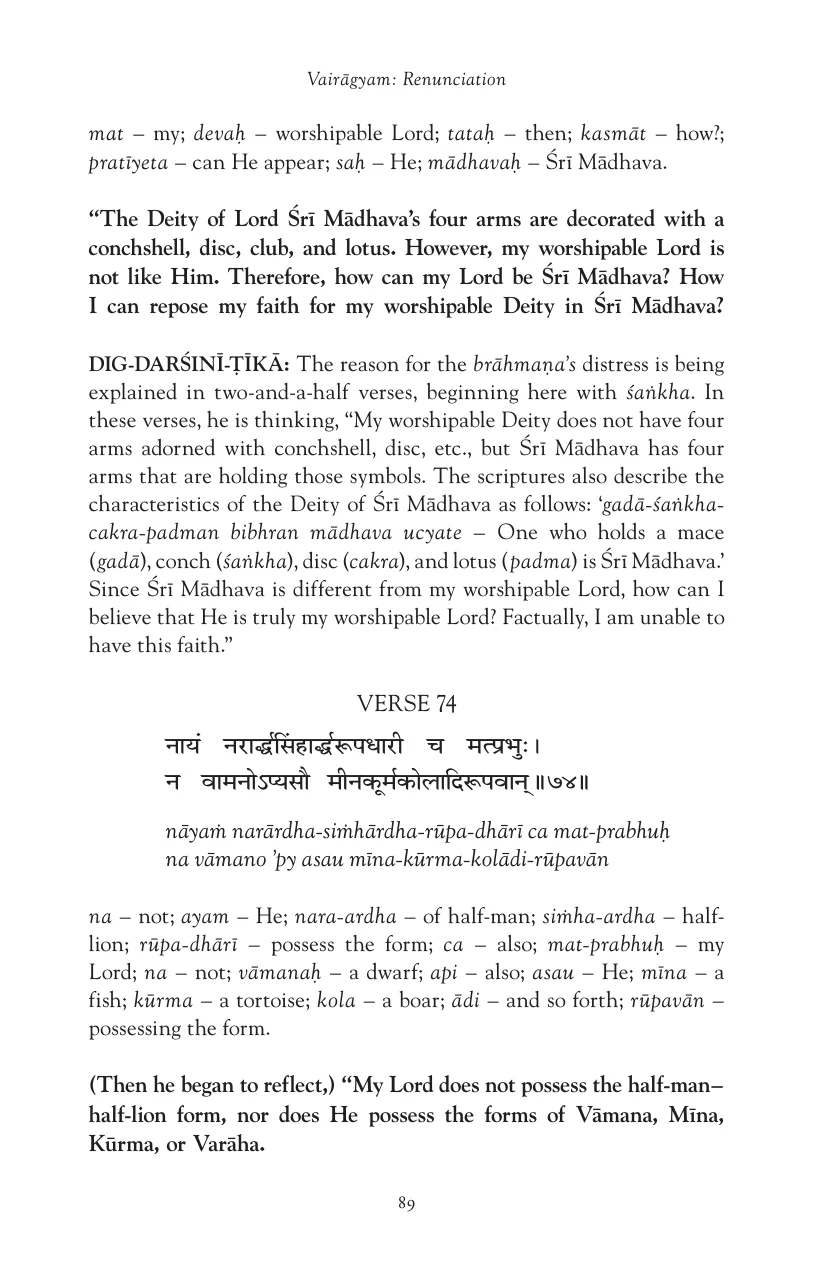 Vairāgyam: Renunciation
mat – my; devaḥ – worshipable Lord; tataḥ – then; kasmāt – how?;
pratīyeta – can He appear; saḥ – He; mādhavaḥ – Śrī Mādhava.
“The Deity of Lord Śrī Mādhava’s four arms are decorated with a
conchshell, disc, club, and lotus. However, my worshipable Lord is
not like Him. Therefore, how can my Lord be Śrī Mādhava? How
I can repose my faith for my worshipable Deity in Śrī Mādhava?
DIG-DARŚINĪ-ṬĪKĀ: The reason for the brāhmaṇa’s distress is being
explained in two-and-a-half verses, beginning here with śaṅkha. In
these verses, he is thinking, “My worshipable Deity does not have four
arms adorned with conchshell, disc, etc., but Śrī Mādhava has four
arms that are holding those symbols. The scriptures also describe the
characteristics of the Deity of Śrī Mādhava as follows: ‘gadā-śaṅkha-
cakra-padman bibhran mādhava ucyate – One who holds a mace
(gadā), conch (śaṅkha), disc (cakra), and lotus (padma) is Śrī Mādhava.’
Since Śrī Mādhava is different from my worshipable Lord, how can I
believe that He is truly my worshipable Lord? Factually, I am unable to
have this faith.”
VERSE 74
नायं नरार्द्धसिंहार्द्धरूपधारी च मत्प्रभुः।
न वामनोऽप्यसौ मीनकूर्मकोलादिरूपवान्॥७४॥
nāyaṁ narārdha-siṁhārdha-rūpa-dhārī ca mat-prabhuḥ
na vāmano ’py asau mīna-kūrma-kolādi-rūpavān
na – not; ayam – He; nara-ardha – of half-man; siṁha-ardha – half-
lion; rūpa-dhārī – possess the form; ca – also; mat-prabhuḥ – my
Lord; na – not; vāmanaḥ – a dwarf; api – also; asau – He; mīna – a
fish; kūrma – a tortoise; kola – a boar; ādi – and so forth; rūpavān –
possessing the form.
(Then he began to reflect,) “My Lord does not possess the half-man–
half-lion form, nor does He possess the forms of Vāmana, Mīna,
Kūrma, or Varāha.
89